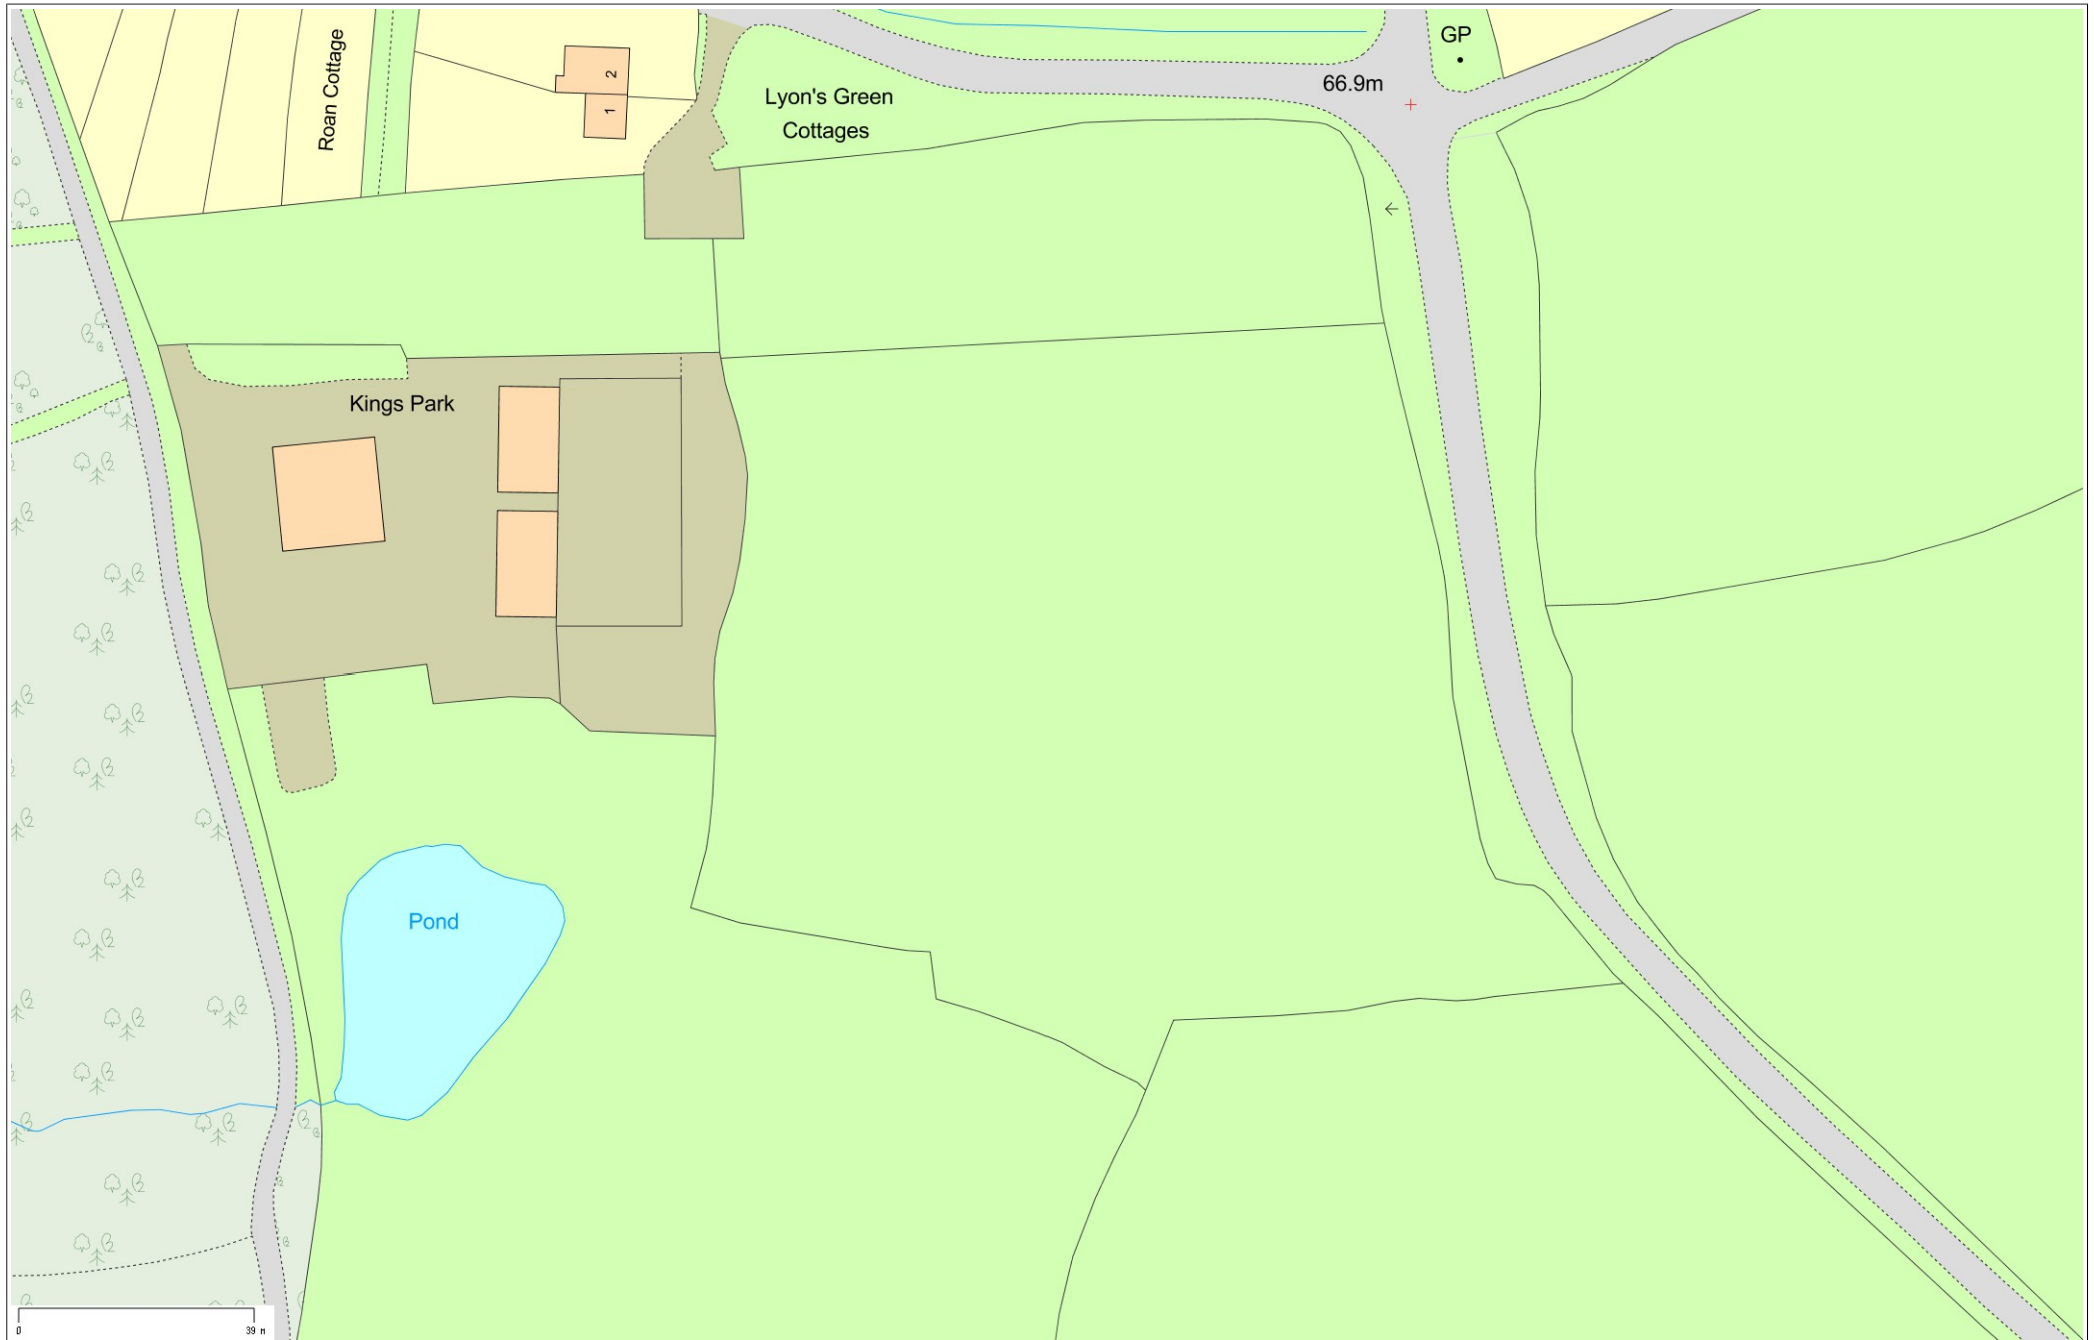 GP
Roan Cottage
2
66.9m
Lyon's Green
1
Cottages
Kings Park
Pond
0
39 M